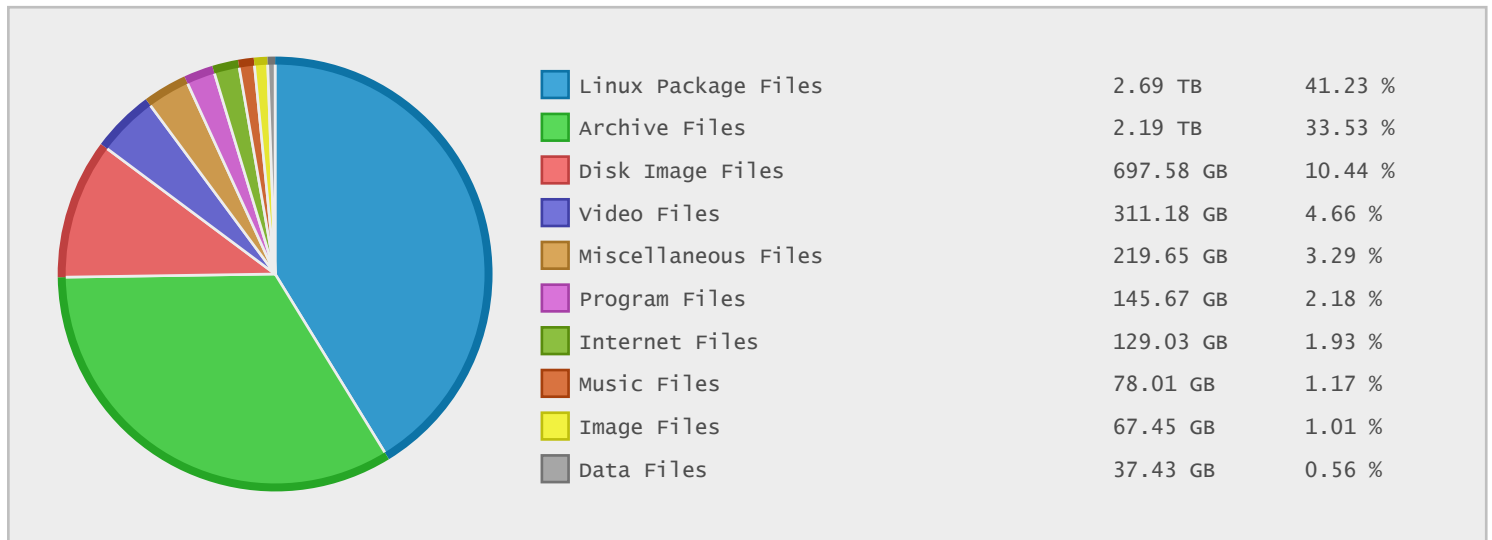 Linux Package Files 2.69 TB 41.23 %
Archive Files 2.19 TB 33.53 %
Disk Image Files 697.58 GB 10.44 %
Video Files 311.18 GB 4.66 %
Miscellaneous Files 219.65 GB 3.29 %
Program Files 145.67 GB 2.18 %
Internet Files 129.03 GB 1.93 %
Music Files 78.01 GB 1.17 %
Image Files 67.45 GB 1.01 %
Data Files 37.43 GB 0.56 %